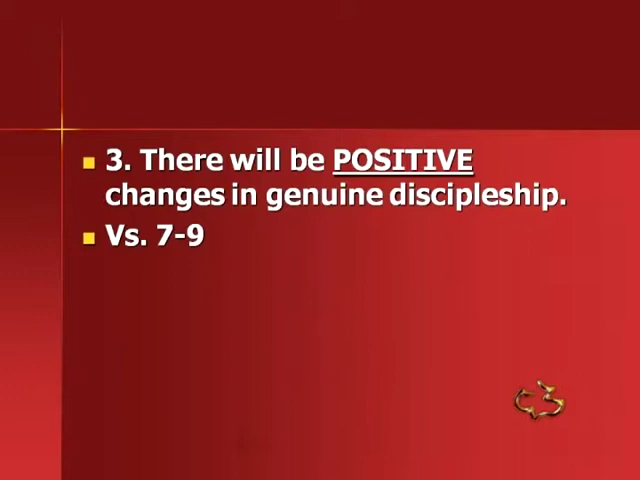 3. There will be POSITIVE
changes in genuine discipleship.
Vs. 7-9